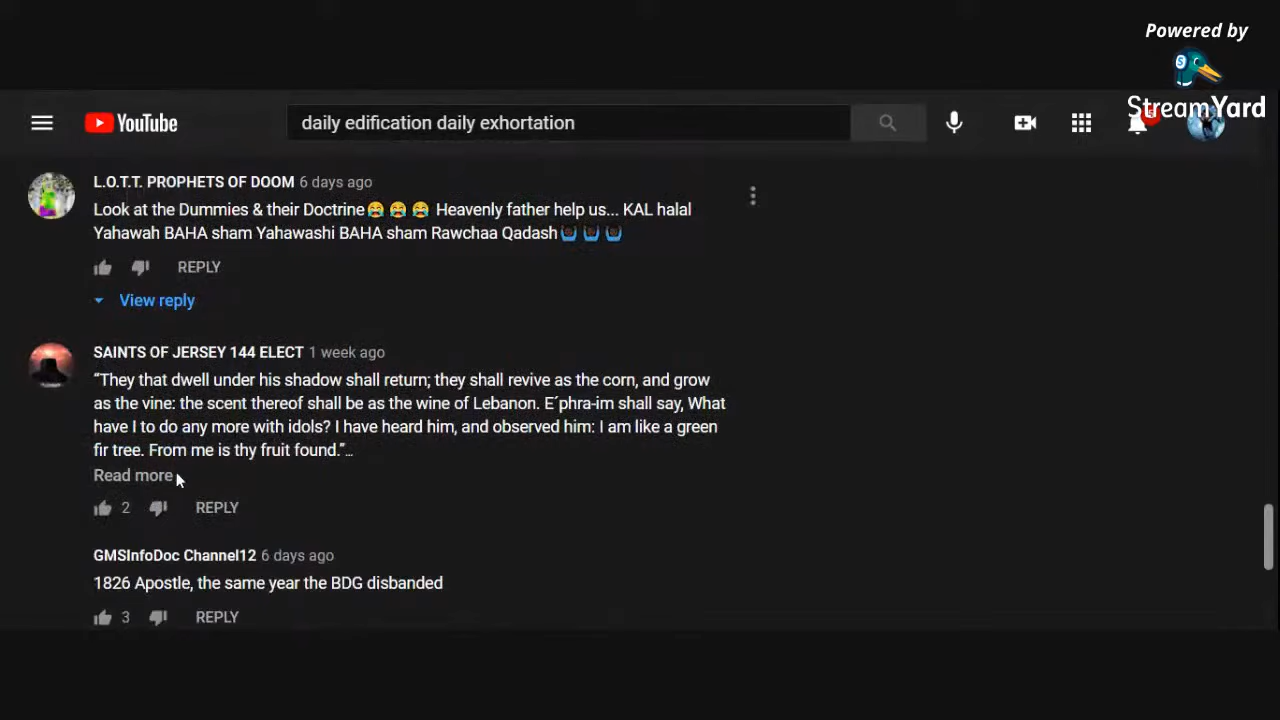 Powered by
StreamYard
YouTube
daily edification daily exhortation
L.O.T.T. PROPHETS OF DOOM 6 days ago
Look at the Dummies & their Doctrine😂 😂 😂 Heavenly father help us... KAL halal
Yahawah BAHA sham Yahawashi BAHA sham Rawchaa Qadash🙌🏿 🙌🏿 🙌🏿
REPLY
View reply
SAINTS OF JERSEY 144 ELECT 1 week ago
“They that dwell under his shadow shall return; they shall revive as the corn, and grow
as the vine: the scent thereof shall be as the wine of Lebanon. E´phra-im shall say, What
have I to do any more with idols? I have heard him, and observed him: I am like a green
fir tree. From me is thy fruit found.”...
Read more
2 REPLY
GMSInfoDoc Channel12 6 days ago
1826 Apostle, the same year the BDG disbanded
3 REPLY